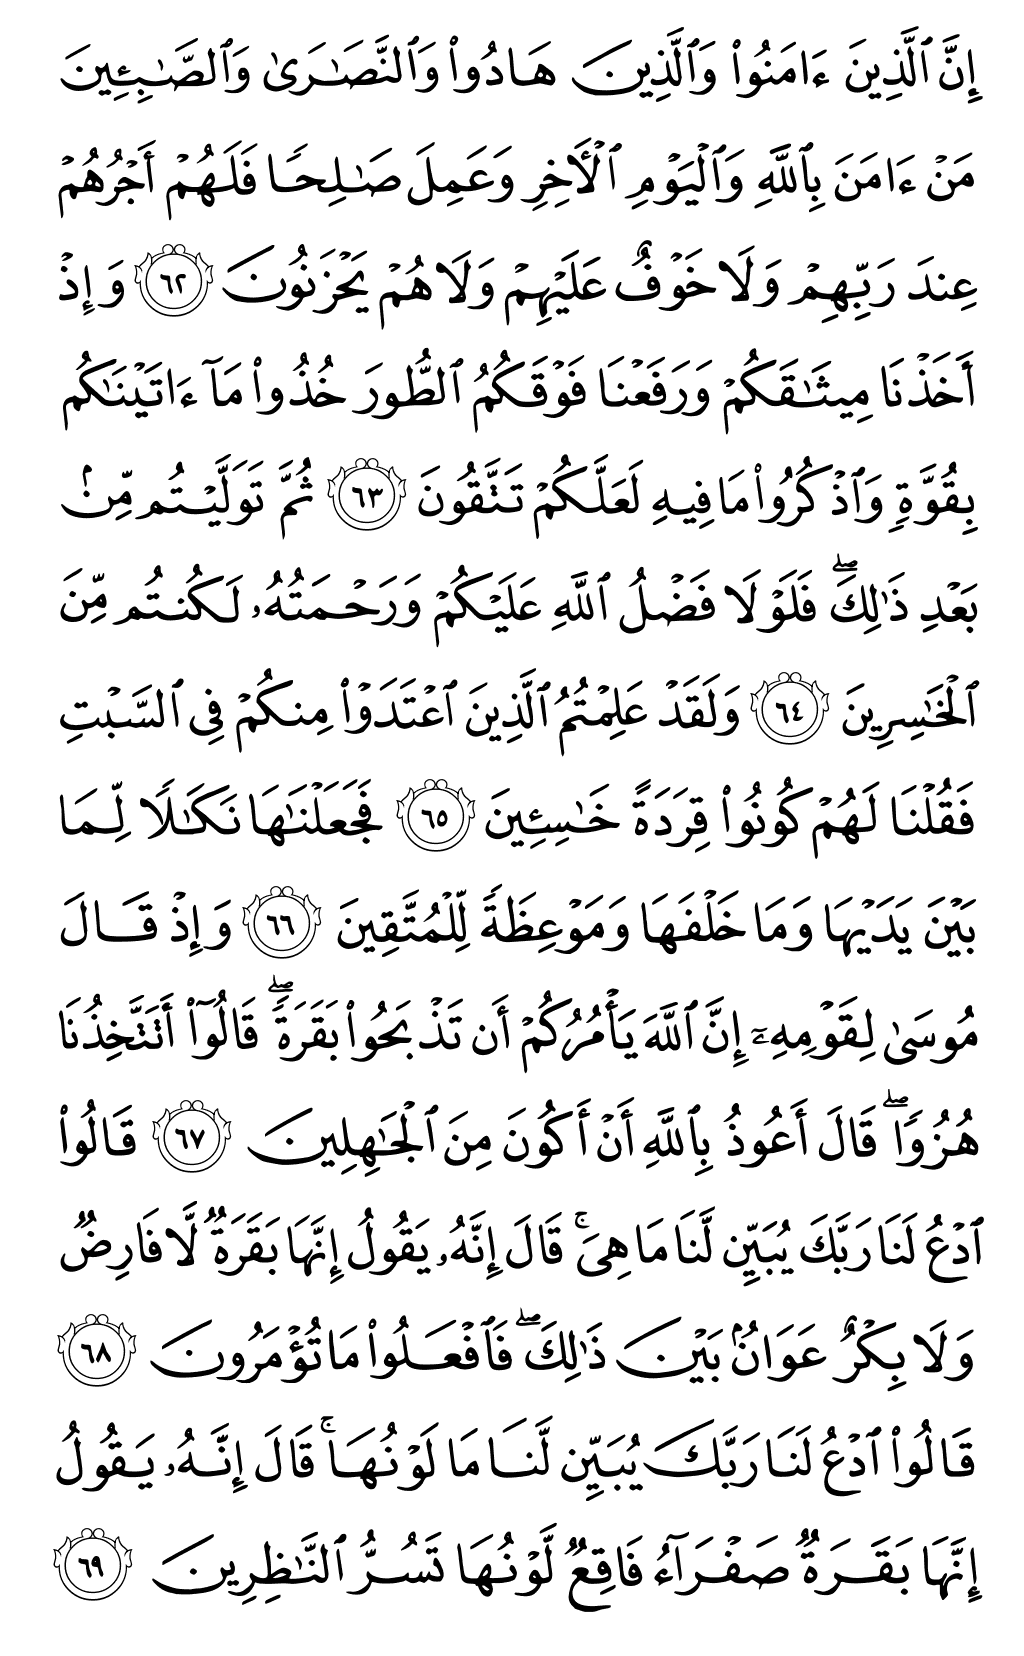 إِنَّ ٱلَّذِينَ ءَامَنُوا۟ وَٱلَّذِينَ هَادُوا۟ وَٱلنَّصَـٰرَىٰ وَٱلصَّـٰبِـِٔينَ
مَنْ ءَامَنَ بِٱللَّهِ وَٱلْيَوْمِ ٱلْـَٔاخِرِ وَعَمِلَ صَـٰلِحًا فَلَهُمْ أَجْرُهُمْ
عِندَ رَبِّهِمْ وَلَا خَوْفٌ عَلَيْهِمْ وَلَا هُمْ يَحْزَنُونَ ٦٢ وَإِذْ
أَخَذْنَا مِيثَـٰقَكُمْ وَرَفَعْنَا فَوْقَكُمُ ٱلطُّورَ خُذُوا۟ مَآ ءَاتَيْنَـٰكُم
بِقُوَّةٍ وَٱذْكُرُوا۟ مَا فِيهِ لَعَلَّكُمْ تَتَّقُونَ ٦٣ ثُمَّ تَوَلَّيْتُم مِّنۢ
بَعْدِ ذَٰلِكَ ۖ فَلَوْلَا فَضْلُ ٱللَّهِ عَلَيْكُمْ وَرَحْمَتُهُۥ لَكُنتُم مِّنَ
ٱلْخَـٰسِرِينَ ٦٤ وَلَقَدْ عَلِمْتُمُ ٱلَّذِينَ ٱعْتَدَوْا۟ مِنكُمْ فِى ٱلسَّبْتِ
فَقُلْنَا لَهُمْ كُونُوا۟ قِرَدَةً خَـٰسِـِٔينَ ٦٥ فَجَعَلْنَـٰهَا نَكَـٰلًا لِّمَا
بَيْنَ يَدَيْهَا وَمَا خَلْفَهَا وَمَوْعِظَةً لِّلْمُتَّقِينَ ٦٦ وَإِذْ قَالَ
مُوسَىٰ لِقَوْمِهِۦٓ إِنَّ ٱللَّهَ يَأْمُرُكُمْ أَن تَذْبَحُوا۟ بَقَرَةً ۖ قَالُوٓا۟ أَتَتَّخِذُنَا
هُزُوًا ۖ قَالَ أَعُوذُ بِٱللَّهِ أَنْ أَكُونَ مِنَ ٱلْجَـٰهِلِينَ ٦٧ قَالُوا۟
ٱدْعُ لَنَا رَبَّكَ يُبَيِّن لَّنَا مَا هِىَ ۚ قَالَ إِنَّهُۥ يَقُولُ إِنَّهَا بَقَرَةٌ لَّا فَارِضٌ
وَلَا بِكْرٌ عَوَانٌۢ بَيْنَ ذَٰلِكَ ۖ فَٱفْعَلُوا۟ مَا تُؤْمَرُونَ ٦٨
قَالُوا۟ ٱدْعُ لَنَا رَبَّكَ يُبَيِّن لَّنَا مَا لَوْنُهَا ۚ قَالَ إِنَّهُۥ يَقُولُ
إِنَّهَا بَقَرَةٌ صَفْرَآءُ فَاقِعٌ لَّوْنُهَا تَسُرُّ ٱلنَّـٰظِرِينَ ٦٩